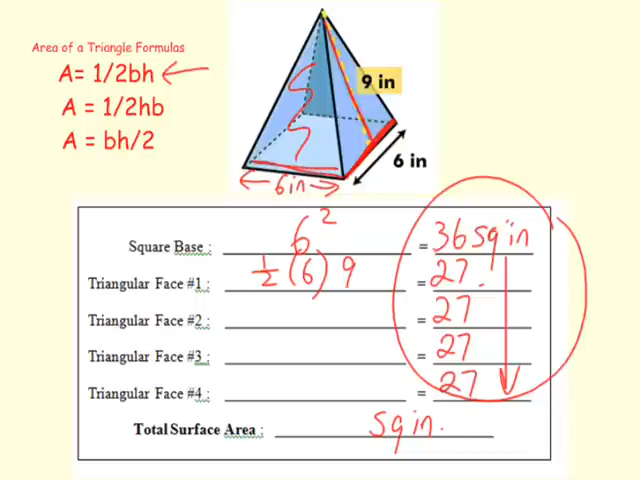 Area of a Triangle Formulas
A= 1/2bh
A = 1/2hb
A = bh/2
9 in
6 in
6 in
Square Base : 6² = 36 sq in
Triangular Face #1 : 1/2 (6) 9 = 27
Triangular Face #2 : = 27
Triangular Face #3 : = 27
Triangular Face #4 : = 27
Total Surface Area : sq in.